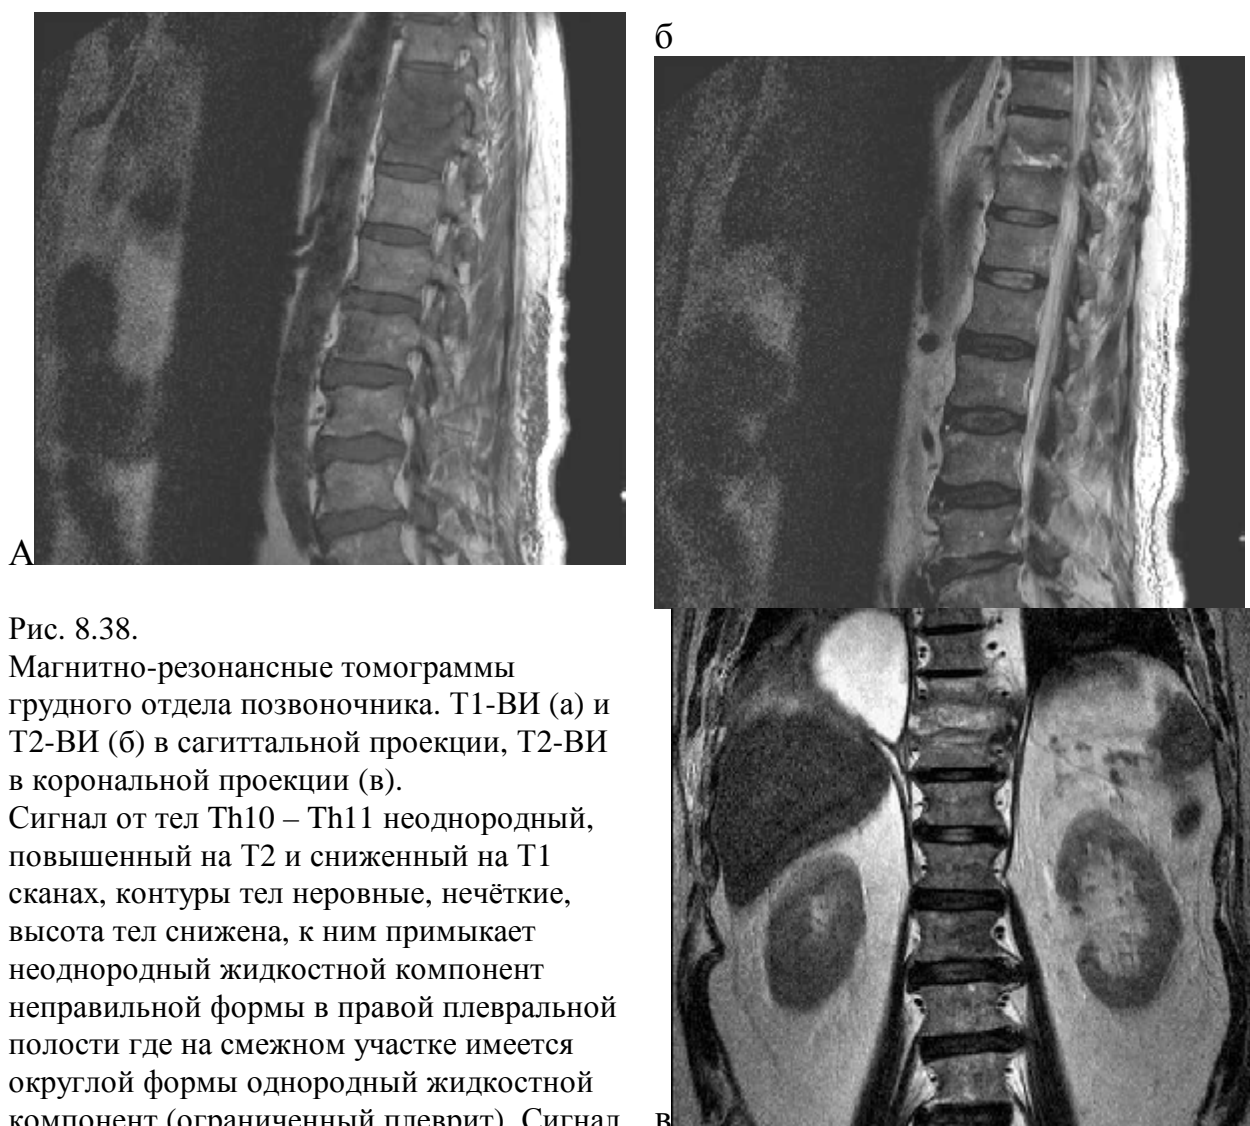 б
А
Рис. 8.38.
Магнитно-резонансные томограммы
грудного отдела позвоночника. Т1-ВИ (а) и
Т2-ВИ (б) в сагиттальной проекции, Т2-ВИ
в корональной проекции (в).
Сигнал от тел Th10 – Th11 неоднородный,
повышенный на Т2 и сниженный на Т1
сканах, контуры тел неровные, нечёткие,
высота тел снижена, к ним примыкает
неоднородный жидкостной компонент
неправильной формы в правой плевральной
полости где на смежном участке имеется
округлой формы однородный жидкостной
компонент (ограниченный плеврит). Сигнал
в